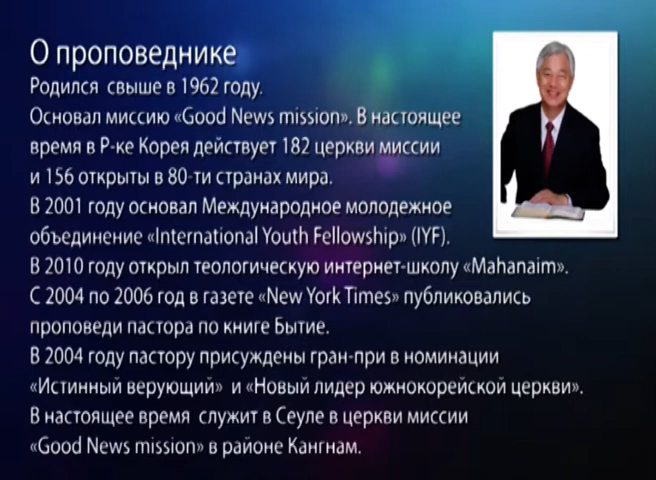 О проповеднике
Родился свыше в 1962 году.
Основал миссию «Good News mission». В настоящее
время в Р-ке Корея действует 182 церкви миссии
и 156 открыты в 80-ти странах мира.
В 2001 году основал Международное молодежное
объединение «International Youth Fellowship» (IYF).
В 2010 году открыл теологическую интернет-школу «Mahanaim».
С 2004 по 2006 год в газете «New York Times» публиковались
проповеди пастора по книге Бытие.
В 2004 году пастору присуждены гран-при в номинации
«Истинный верующий» и «Новый лидер южнокорейской церкви».
В настоящее время служит в Сеуле в церкви миссии
«Good News mission» в районе Кангнам.